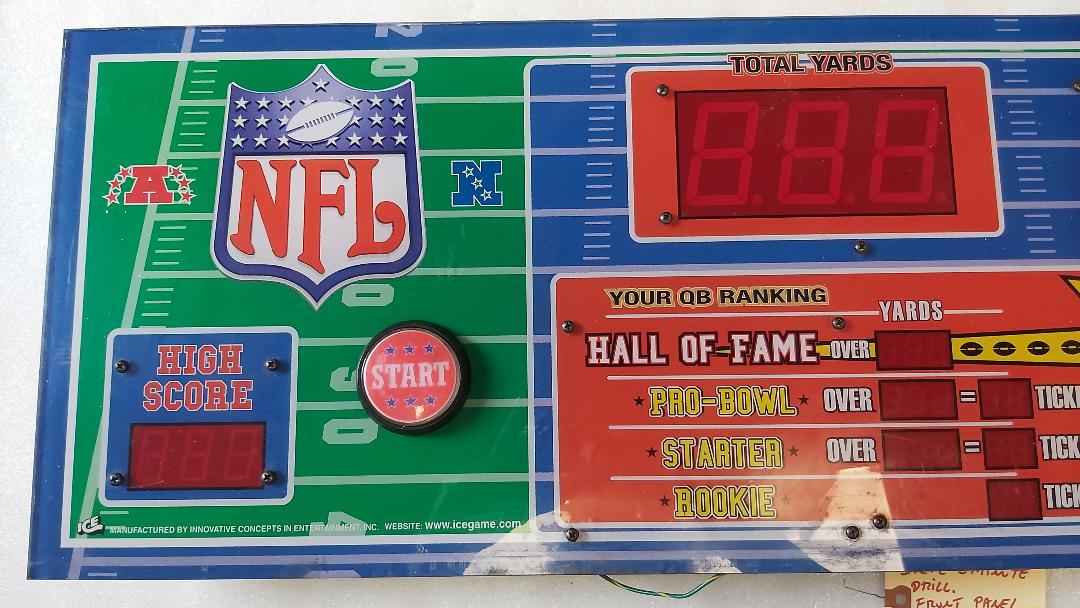 TOTAL YARDS
NFL
A
N
YOUR QB RANKING
YARDS
HALL OF FAME OVER
PRO-BOWL OVER =
STARTER OVER =
ROOKIE
HIGH
SCORE
START
ICE MANUFACTURED BY INNOVATIVE CONCEPTS IN ENTERTAINMENT, INC. WEBSITE: www.icegame.com
DRILL.
FRONT PANEL